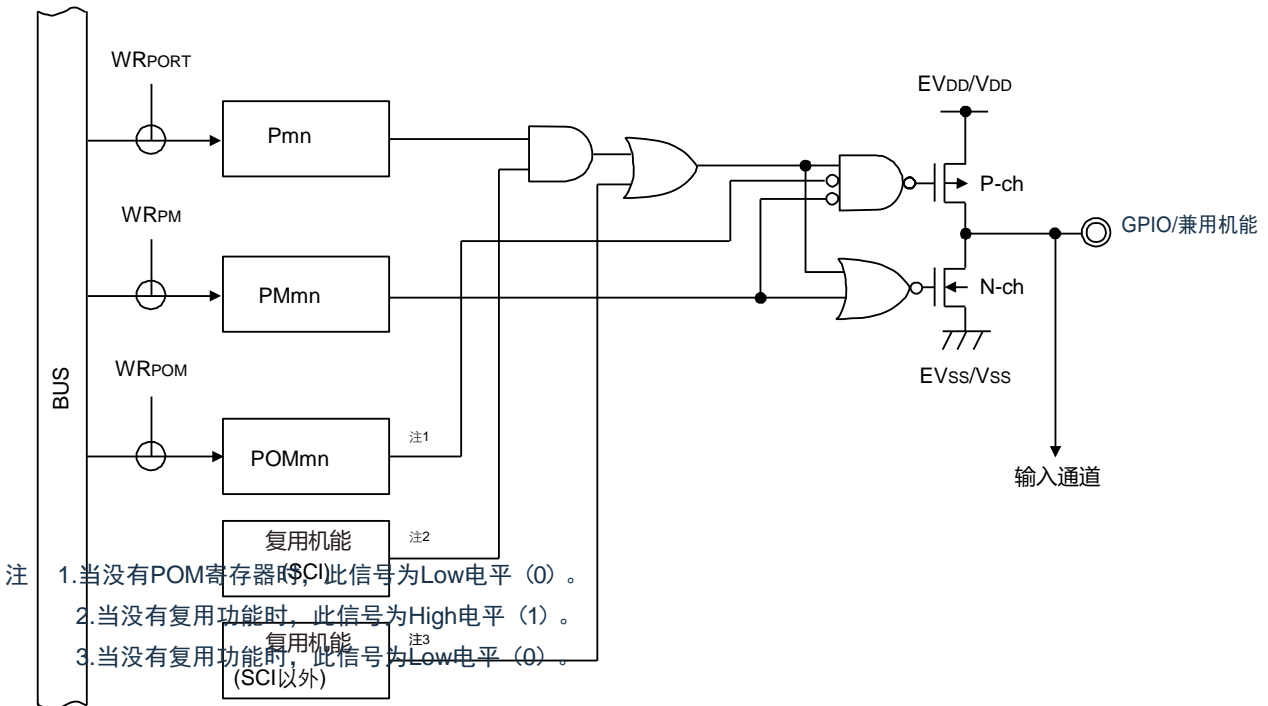 WRPORT
EVDD/VDD
Pmn
P-ch
WRPM
GPIO/兼用机能
PMmn
N-ch
WRPOM
EVSS/VSS
BUS
注1
POMmn
输入通道
复用机能
(SCI)
注2
注 1.当没有POM寄存器时，此信号为Low电平（0）。
2.当没有复用功能时，此信号为High电平（1）。
复用机能
(SCI以外)
注3
3.当没有复用功能时，此信号为Low电平（0）。